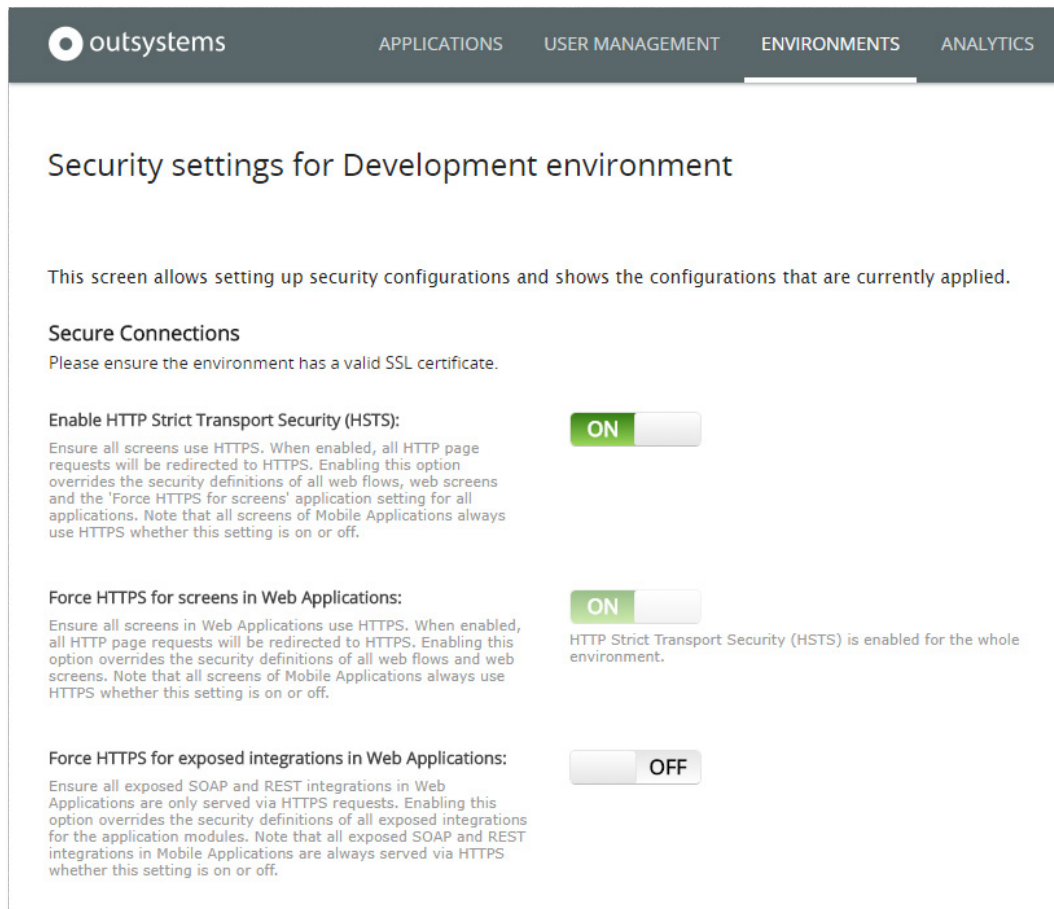 outsystems APPLICATIONS USER MANAGEMENT ENVIRONMENTS ANALYTICS
Security settings for Development environment
This screen allows setting up security configurations and shows the configurations that are currently applied.
Secure Connections
Please ensure the environment has a valid SSL certificate.
Enable HTTP Strict Transport Security (HSTS):
ON
Ensure all screens use HTTPS. When enabled, all HTTP page
requests will be redirected to HTTPS. Enabling this option
overrides the security definitions of all web flows, web screens
and the 'Force HTTPS for screens' application setting for all
applications. Note that all screens of Mobile Applications always
use HTTPS whether this setting is on or off.
Force HTTPS for screens in Web Applications:
ON
Ensure all screens in Web Applications use HTTPS. When enabled,
all HTTP page requests will be redirected to HTTPS. Enabling this
option overrides the security definitions of all web flows and web
screens. Note that all screens of Mobile Applications always use
HTTPS whether this setting is on or off.
HTTP Strict Transport Security (HSTS) is enabled for the whole
environment.
Force HTTPS for exposed integrations in Web Applications:
OFF
Ensure all exposed SOAP and REST integrations in Web
Applications are only served via HTTPS requests. Enabling this
option overrides the security definitions of all exposed integrations
for the application modules. Note that all exposed SOAP and REST
integrations in Mobile Applications are always served via HTTPS
whether this setting is on or off.